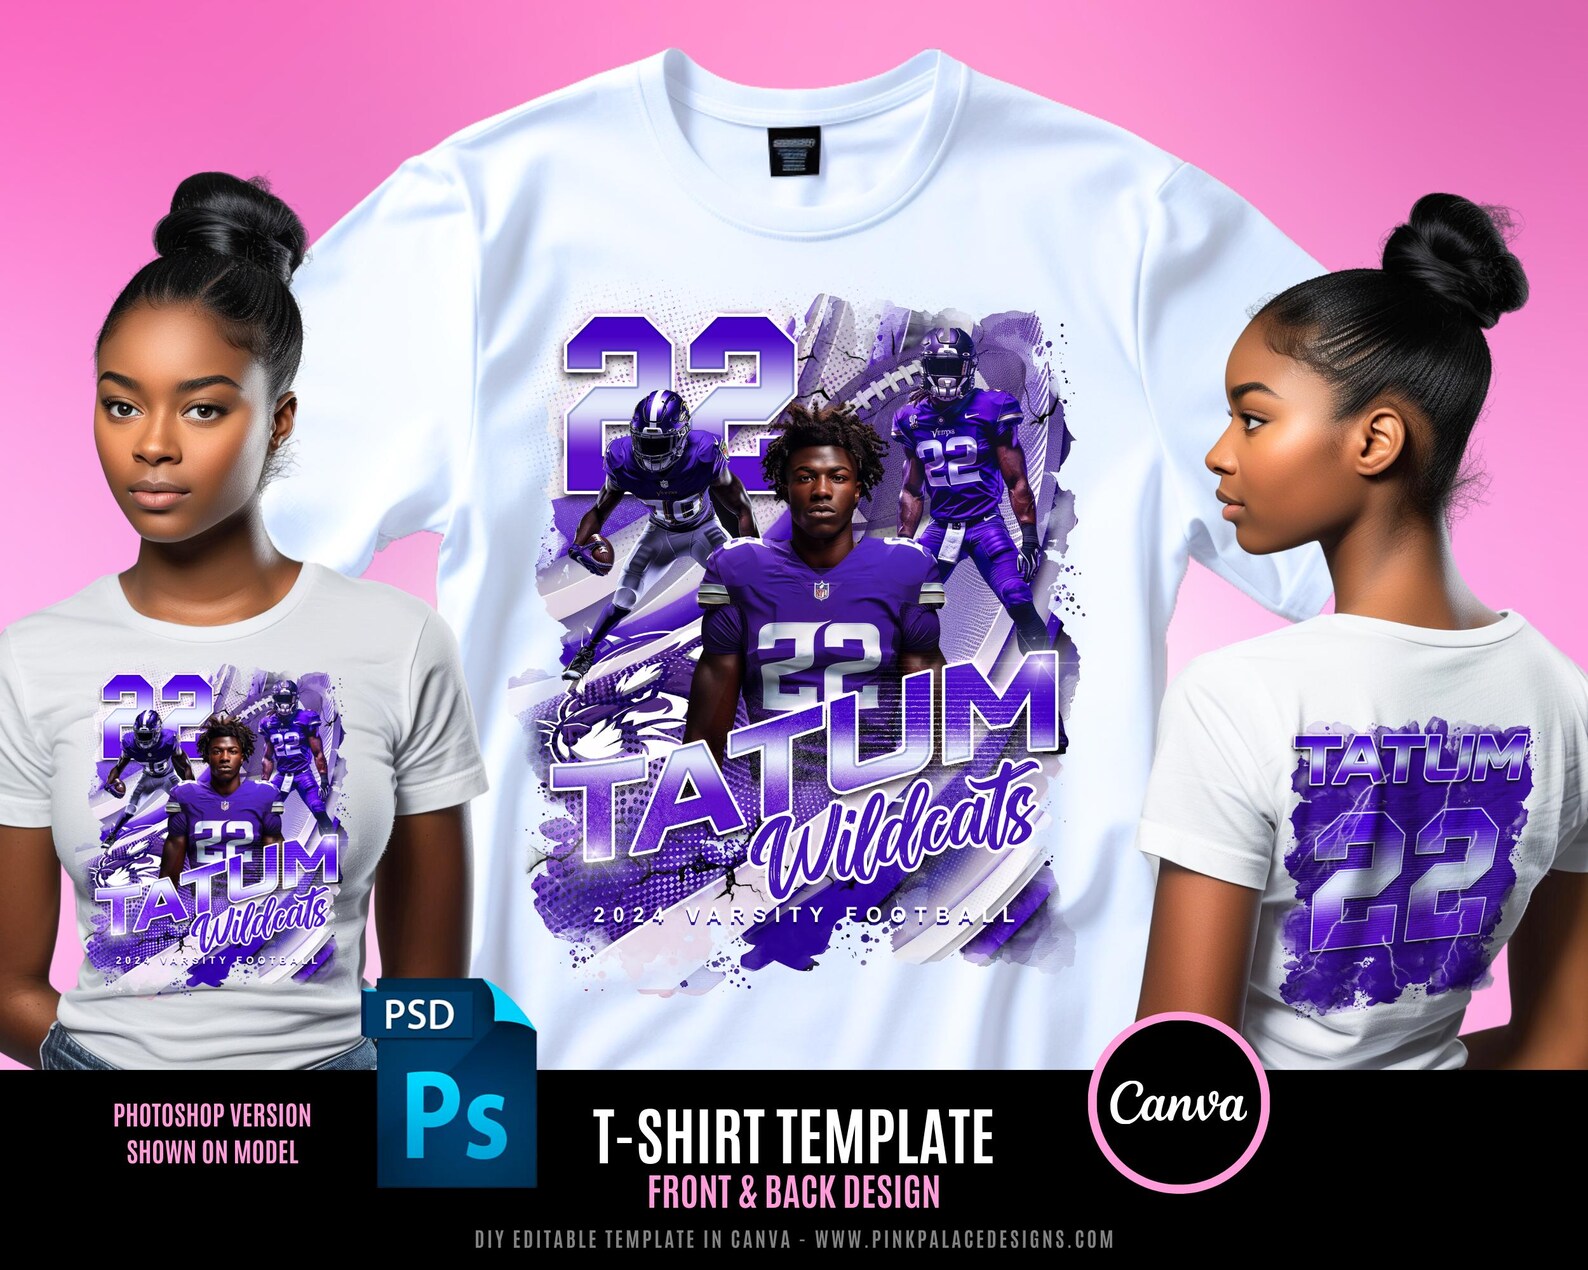 22
22
Vempa
22
22
TATUM
Wildcats
2024 VARSITY FOOTBALL
22
22
22
TATUM
Wildcats
2024 VARSITY FOOTBALL
TATUM
22
PSD
Ps
PHOTOSHOP VERSION
SHOWN ON MODEL
T-SHIRT TEMPLATE
FRONT & BACK DESIGN
Canva
DIY EDITABLE TEMPLATE IN CANVA - WWW.PINKPALACEDESIGNS.COM